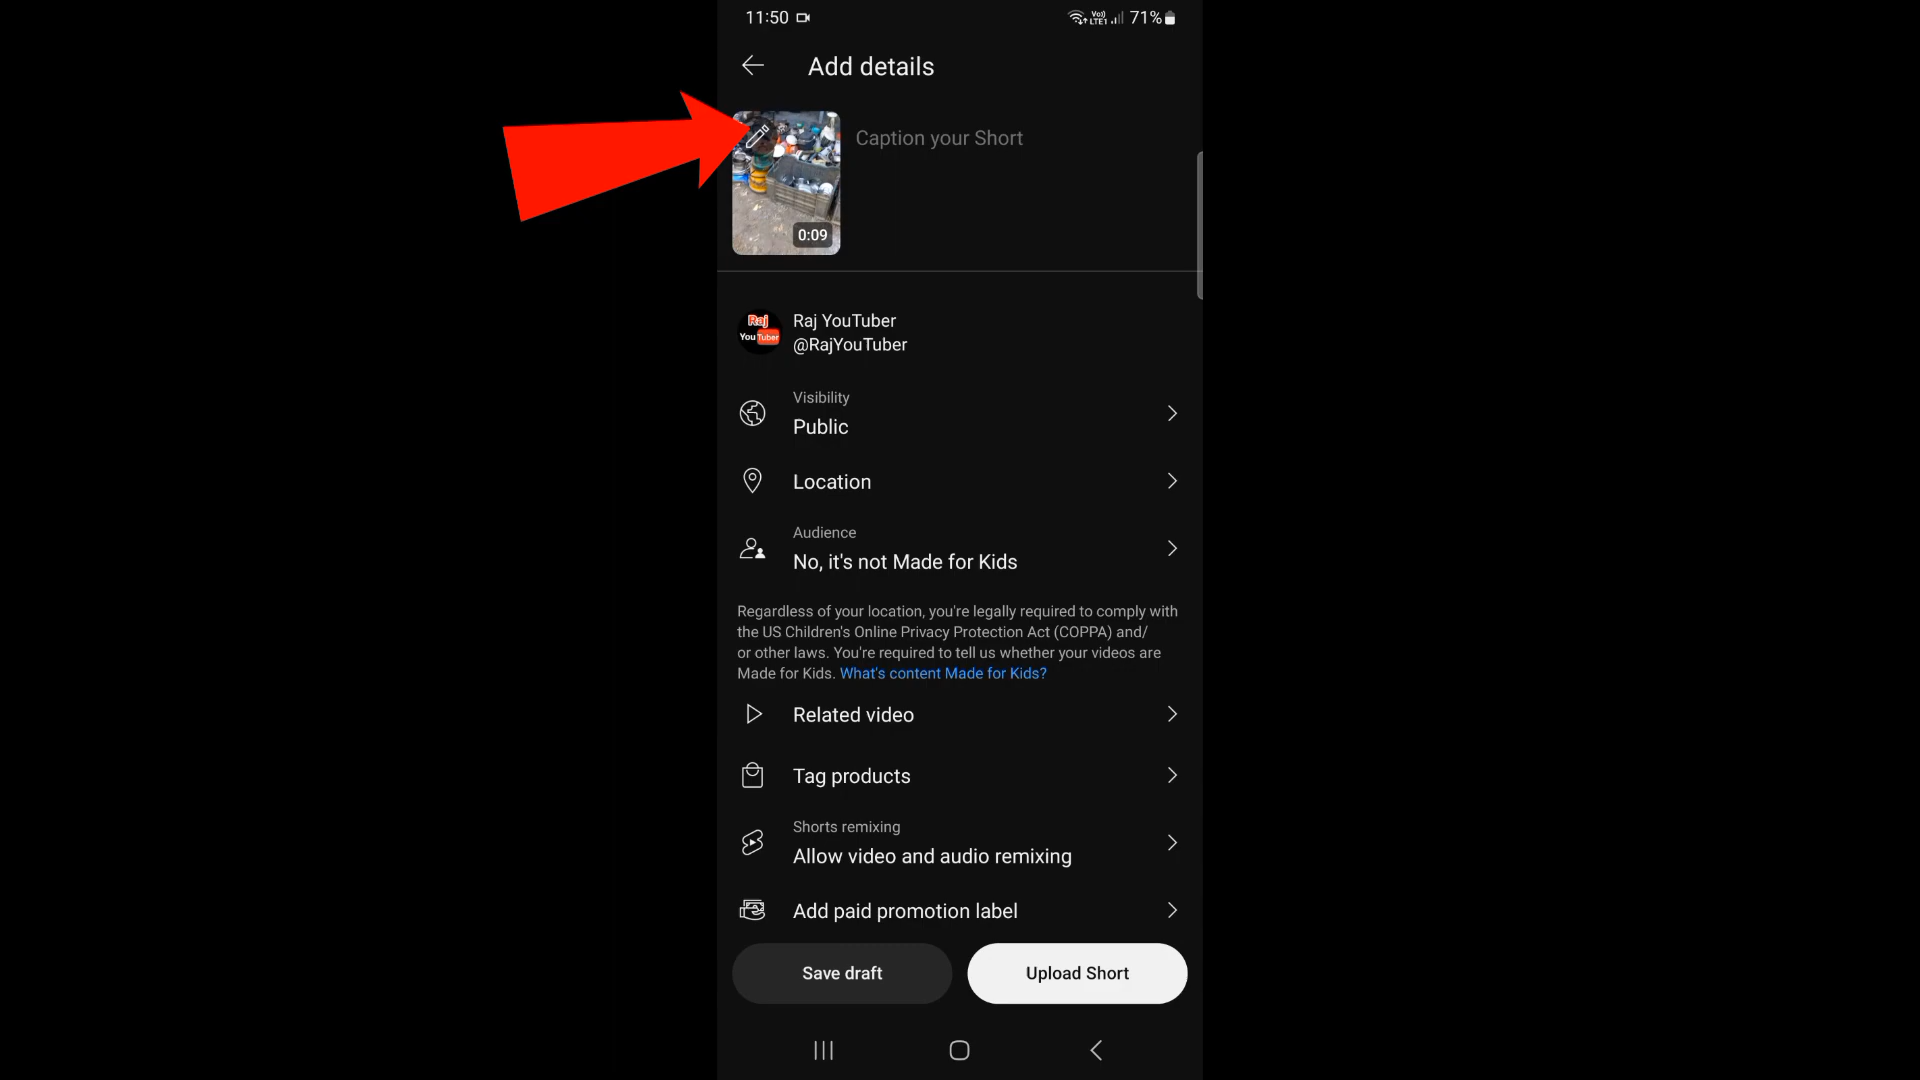 11:50
Vo)) LTE1 71%
Add details
Caption your Short
0:09
Raj YouTuber
Raj YouTuber
@RajYouTuber
Visibility
Public
Location
Audience
No, it's not Made for Kids
Regardless of your location, you're legally required to comply with
the US Children's Online Privacy Protection Act (COPPA) and/
or other laws. You're required to tell us whether your videos are
Made for Kids. What's content Made for Kids?
Related video
Tag products
Shorts remixing
Allow video and audio remixing
Add paid promotion label
Save draft
Upload Short